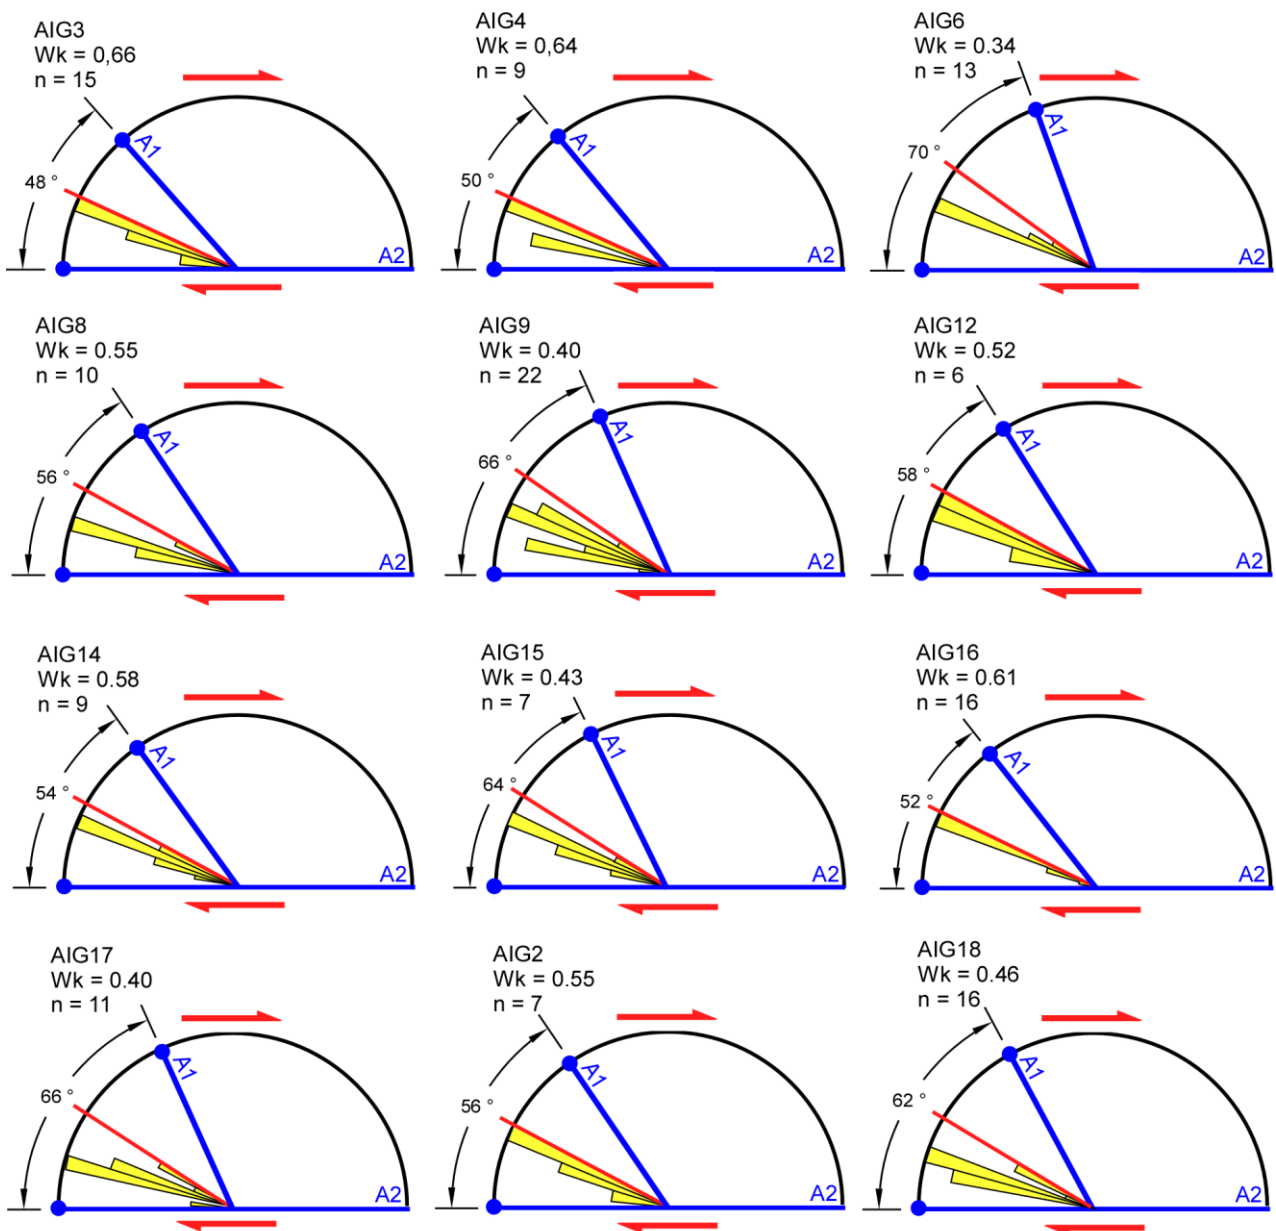 AIG3
Wk = 0,66
n = 15
48 °
A1
A2
AIG4
Wk = 0,64
n = 9
50 °
A1
A2
AIG6
Wk = 0.34
n = 13
70 °
A1
A2
AIG8
Wk = 0.55
n = 10
56 °
A1
A2
AIG9
Wk = 0.40
n = 22
66 °
A1
A2
AIG12
Wk = 0.52
n = 6
58 °
A1
A2
AIG14
Wk = 0.58
n = 9
54 °
A1
A2
AIG15
Wk = 0.43
n = 7
64 °
A1
A2
AIG16
Wk = 0.61
n = 16
52 °
A1
A2
AIG17
Wk = 0.40
n = 11
66 °
A1
A2
AIG2
Wk = 0.55
n = 7
56 °
A1
A2
AIG18
Wk = 0.46
n = 16
62 °
A1
A2